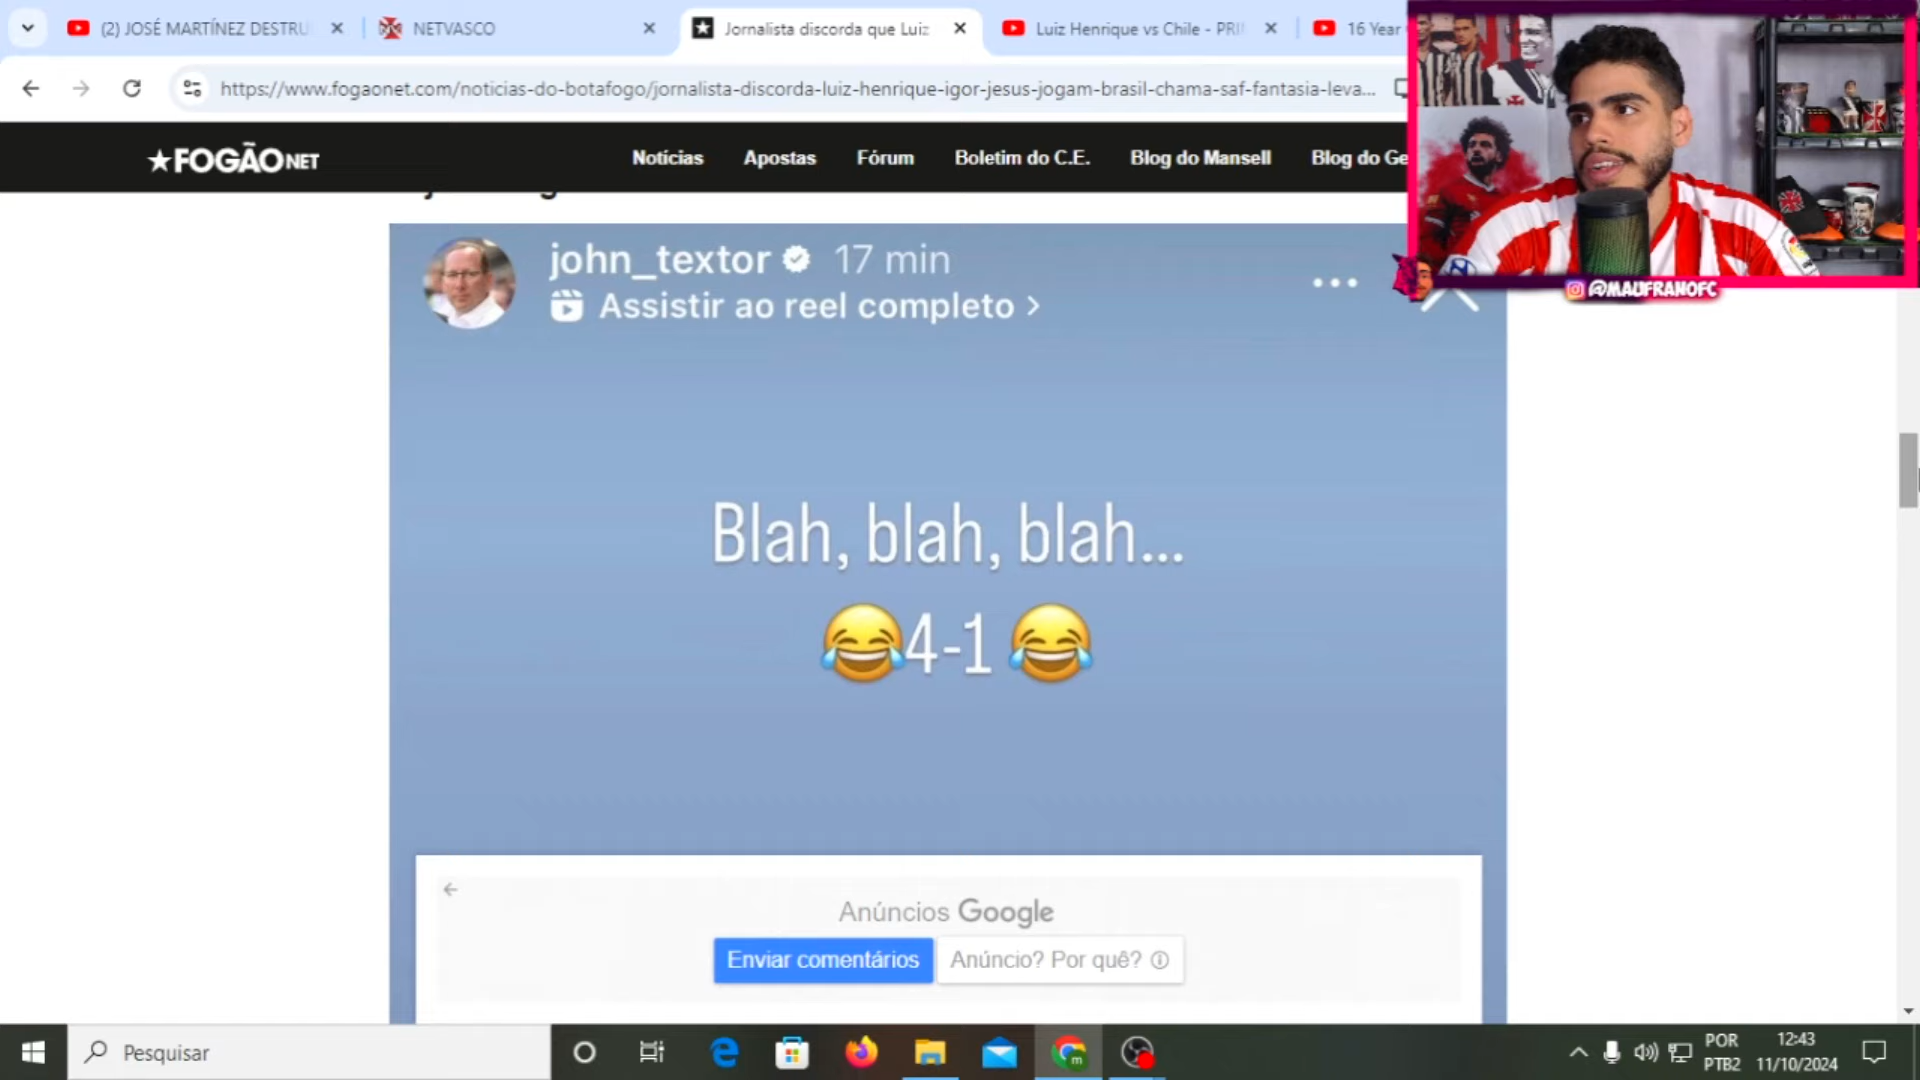 (2) JOSÉ MARTÍNEZ DESTRU
NETVASCO
Jornalista discorda que Luiz
Luiz Henrique vs Chile - PRI
16 Year
https://www.fogaonet.com/noticias-do-botafogo/jornalista-discorda-luiz-henrique-igor-jesus-jogam-brasil-chama-saf-fantasia-leva...
FOGÃONET
Notícias
Apostas
Fórum
Boletim do C.E.
Blog do Mansell
Blog do Ge
@MAUFRANOFC
john_textor 17 min
Assistir ao reel completo >
Blah, blah, blah...
😂4-1 😂
Anúncios Google
Enviar comentários
Anúncio? Por quê?
Pesquisar
POR
PTB2
12:43
11/10/2024